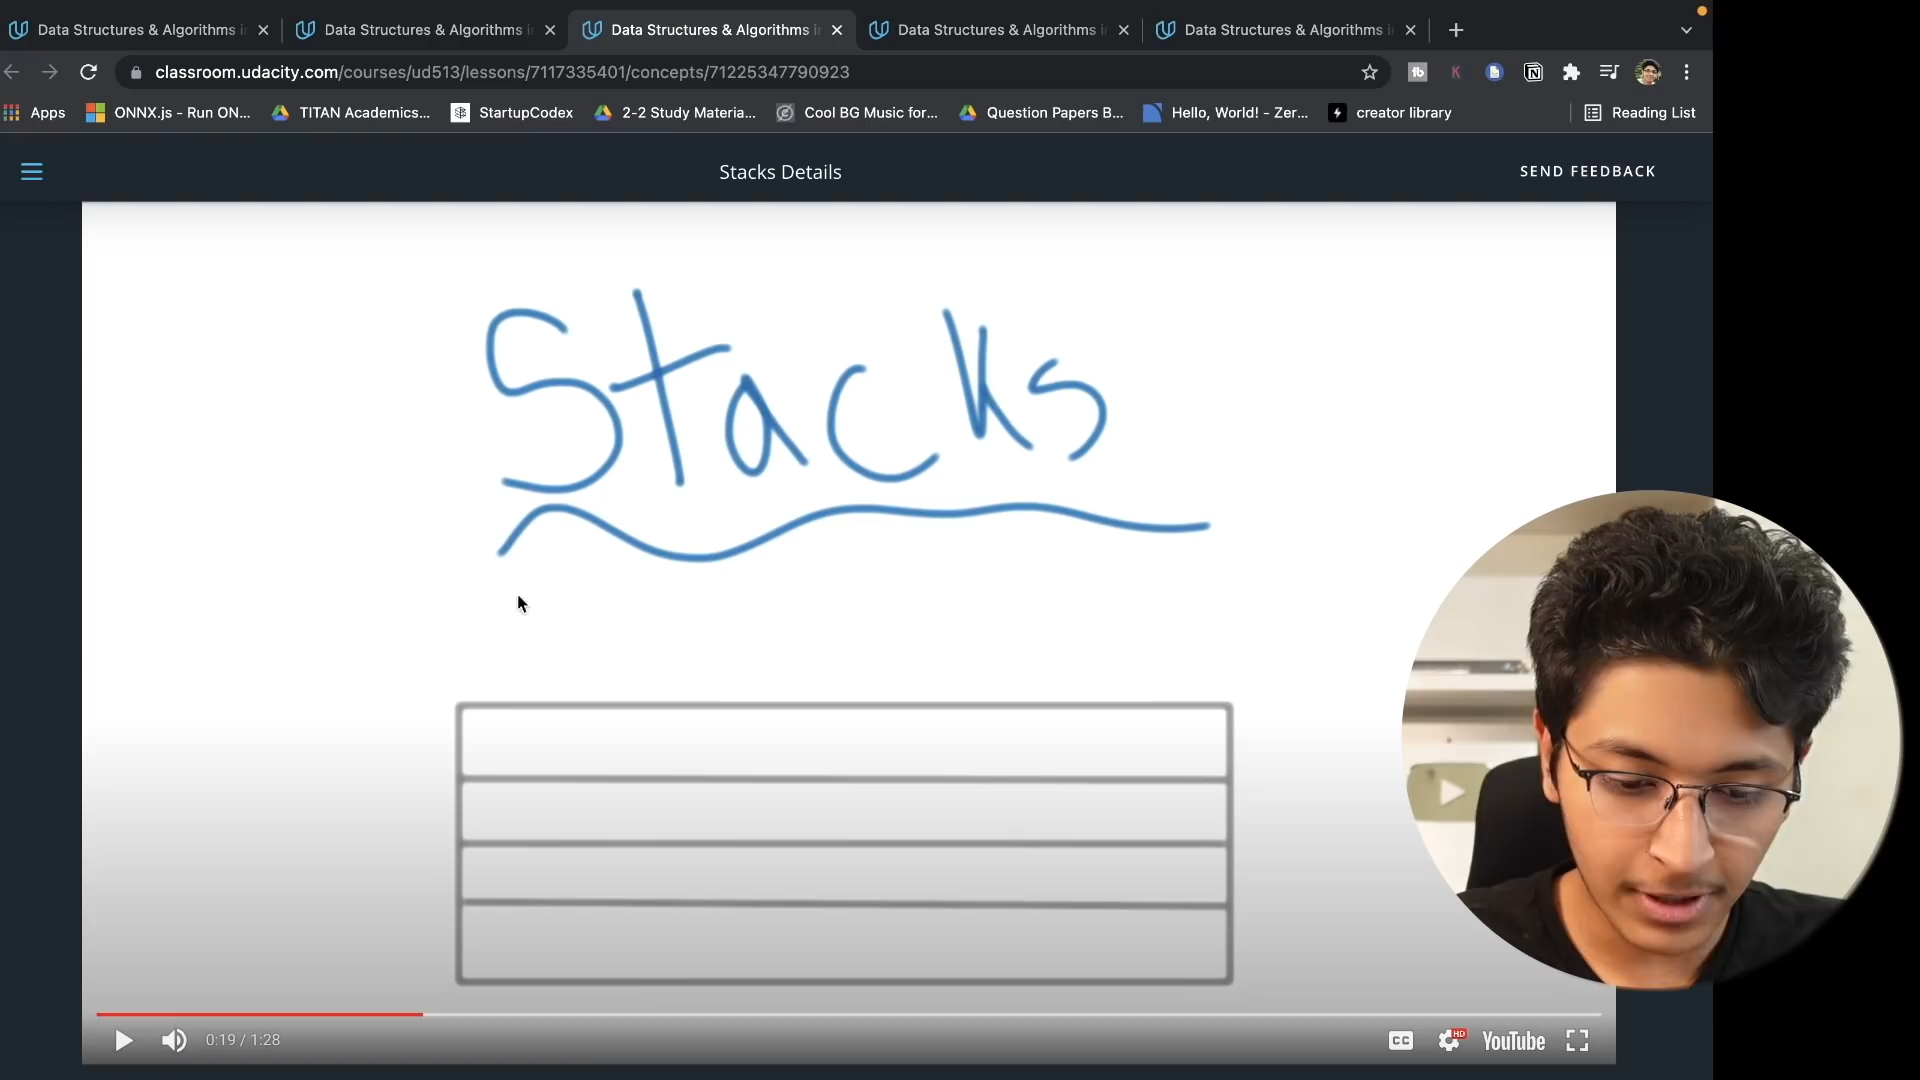 Data Structures & Algorithms i
Data Structures & Algorithms i
Data Structures & Algorithms i
Data Structures & Algorithms i
Data Structures & Algorithms i
classroom.udacity.com/courses/ud513/lessons/7117335401/concepts/71225347790923
Apps
ONNX.js - Run ON...
TITAN Academics...
StartupCodex
2-2 Study Materia...
Cool BG Music for...
Question Papers B...
Hello, World! - Zer...
creator library
Reading List
Stacks Details
SEND FEEDBACK
Stacks
0:19 / 1:28
CC
HD
YouTube